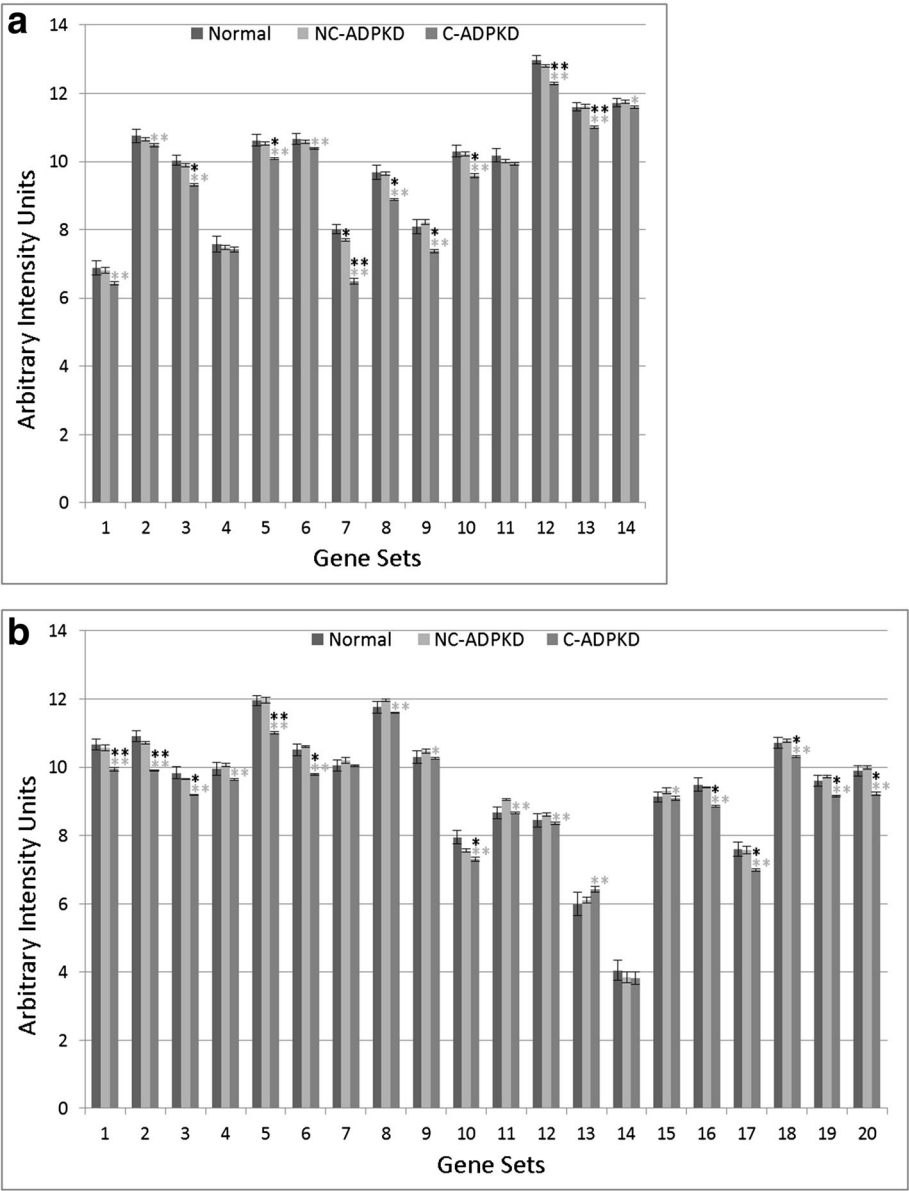 a
Normal NC-ADPKD C-ADPKD
Arbitrary Intensity Units
14
12
10
8
6
4
2
0
** * ** * ** ** * ** * ** * ** * ** * ** ** ** ** ** *
1 2 3 4 5 6 7 8 9 10 11 12 13 14
Gene Sets
b
Normal NC-ADPKD C-ADPKD
Arbitrary Intensity Units
14
12
10
8
6
4
2
0
** ** ** ** * ** ** ** ** * ** ** * * ** ** ** ** * * ** * ** * ** * ** * **
1 2 3 4 5 6 7 8 9 10 11 12 13 14 15 16 17 18 19 20
Gene Sets